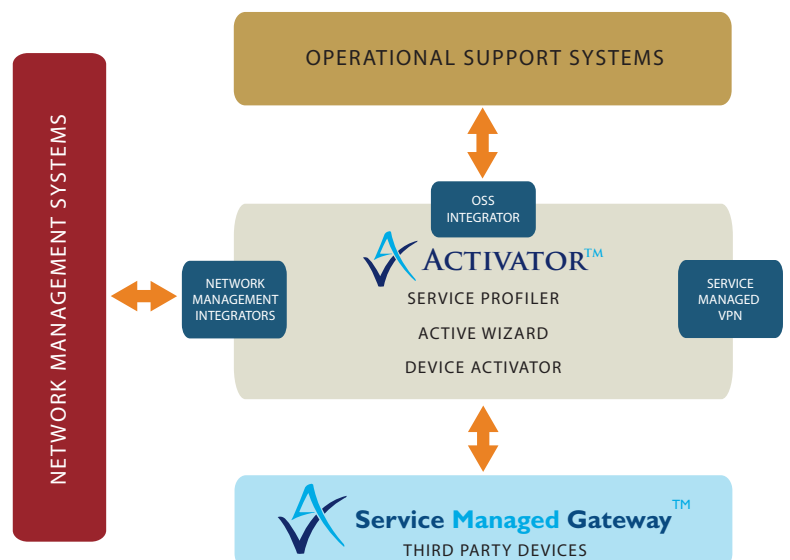 OPERATIONAL SUPPORT SYSTEMS
NETWORK MANAGEMENT SYSTEMS
OSS
INTEGRATOR
ACTIVATOR™
NETWORK
MANAGEMENT
INTEGRATORS
SERVICE PROFILER
ACTIVE WIZARD
DEVICE ACTIVATOR
SERVICE
MANAGED
VPN
Service Managed Gateway™
THIRD PARTY DEVICES